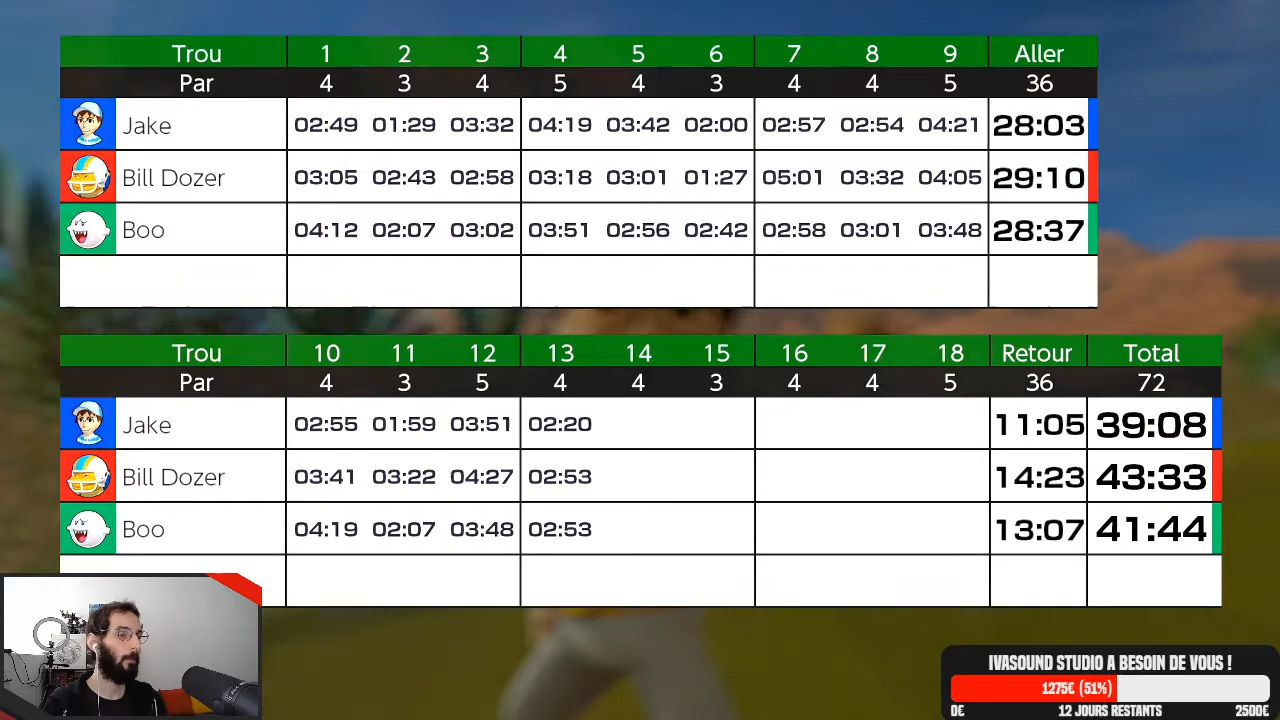 Trou 1 2 3 4 5 6 7 8 9 Aller
Par 4 3 4 5 4 3 4 4 5 36
Jake 02:49 01:29 03:32 04:19 03:42 02:00 02:57 02:54 04:21 28:03
Bill Dozer 03:05 02:43 02:58 03:18 03:01 01:27 05:01 03:32 04:05 29:10
Boo 04:12 02:07 03:02 03:51 02:56 02:42 02:58 03:01 03:48 28:37
Trou 10 11 12 13 14 15 16 17 18 Retour Total
Par 4 3 5 4 4 3 4 4 5 36 72
Jake 02:55 01:59 03:51 02:20 11:05 39:08
Bill Dozer 03:41 03:22 04:27 02:53 14:23 43:33
Boo 04:19 02:07 03:48 02:53 13:07 41:44
IVASOUND STUDIO A BESOIN DE VOUS !
1275€ (51%)
0€ 12 JOURS RESTANTS 2500€